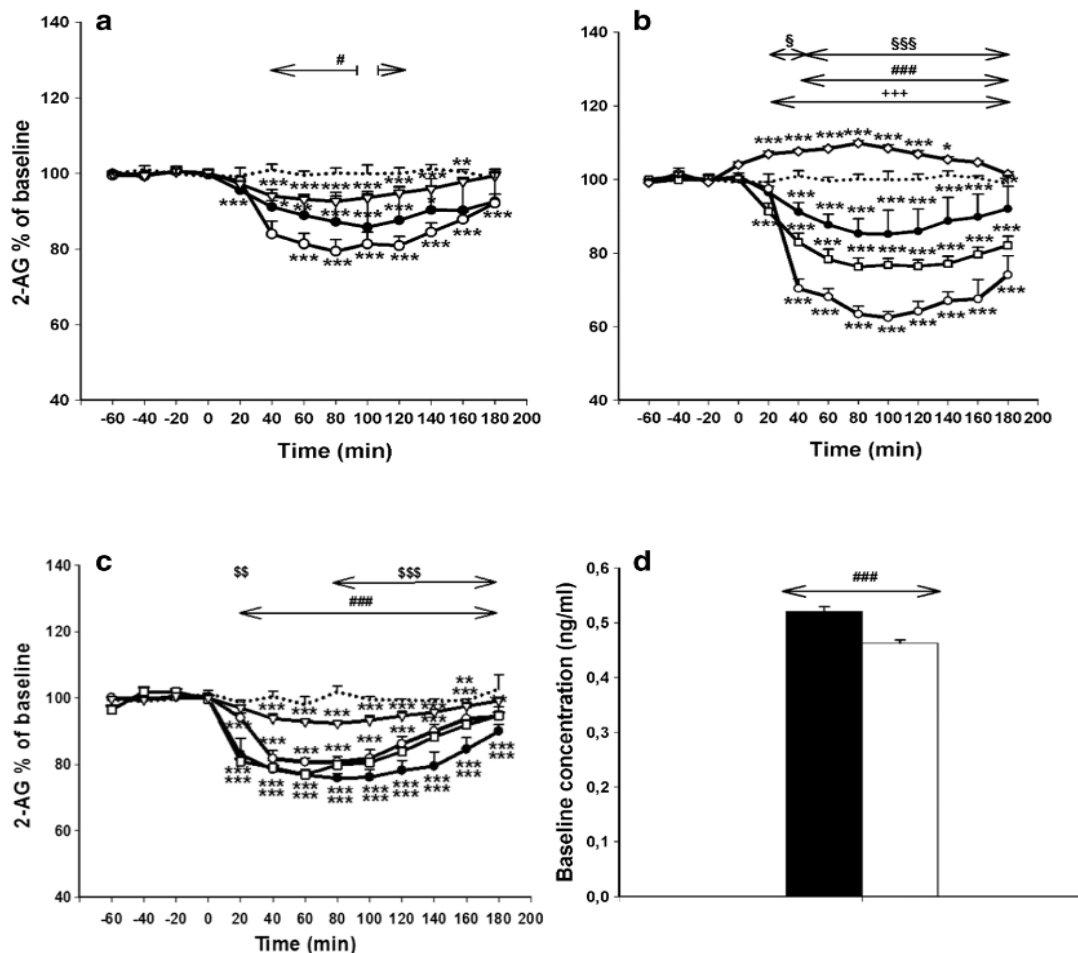 a
140
120
100
80
60
40
2-AG % of baseline
#
*** *** *** *** *** *** ** 
*** *** *** *** *** *** *** ***
-60 -40 -20 0 20 40 60 80 100 120 140 160 180 200
Time (min)
b
140
120
100
80
60
40
§ §§§
###
+++
*** *** *** *** *** *** *
*** *** *** *** *** *** *** **
*** *** *** *** *** *** *** *** ***
*** *** *** *** *** *** *** ***
-60 -40 -20 0 20 40 60 80 100 120 140 160 180 200
Time (min)
c
140
120
100
80
60
40
2-AG % of baseline
$$ $$$
###
**
*** *** *** *** *** *** ***
*** *** *** *** *** *** ***
*** *** *** *** *** *** *** *** ***
*** *** *** *** *** *** *** *** ***
-60 -40 -20 0 20 40 60 80 100 120 140 160 180 200
Time (min)
d
0,6
0,5
0,4
0,3
0,2
0,1
0,0
Baseline concentration (ng/ml)
###